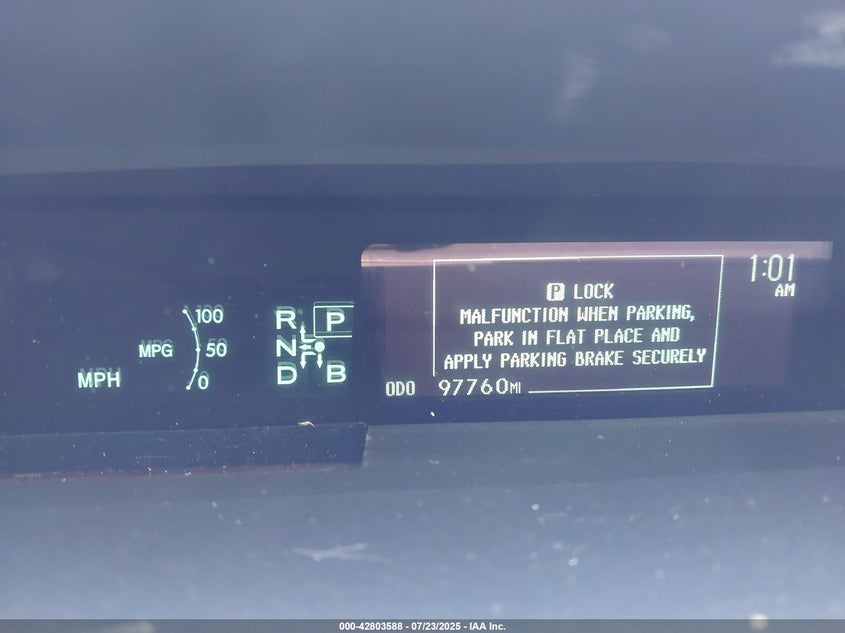 1:01
AM
P LOCK
MALFUNCTION WHEN PARKING,
PARK IN FLAT PLACE AND
APPLY PARKING BRAKE SECURELY
ODO 97760MI
100
MPG 50
0
MPH
R P
N
D B
000-42803588 - 07/23/2025 - IAA Inc.